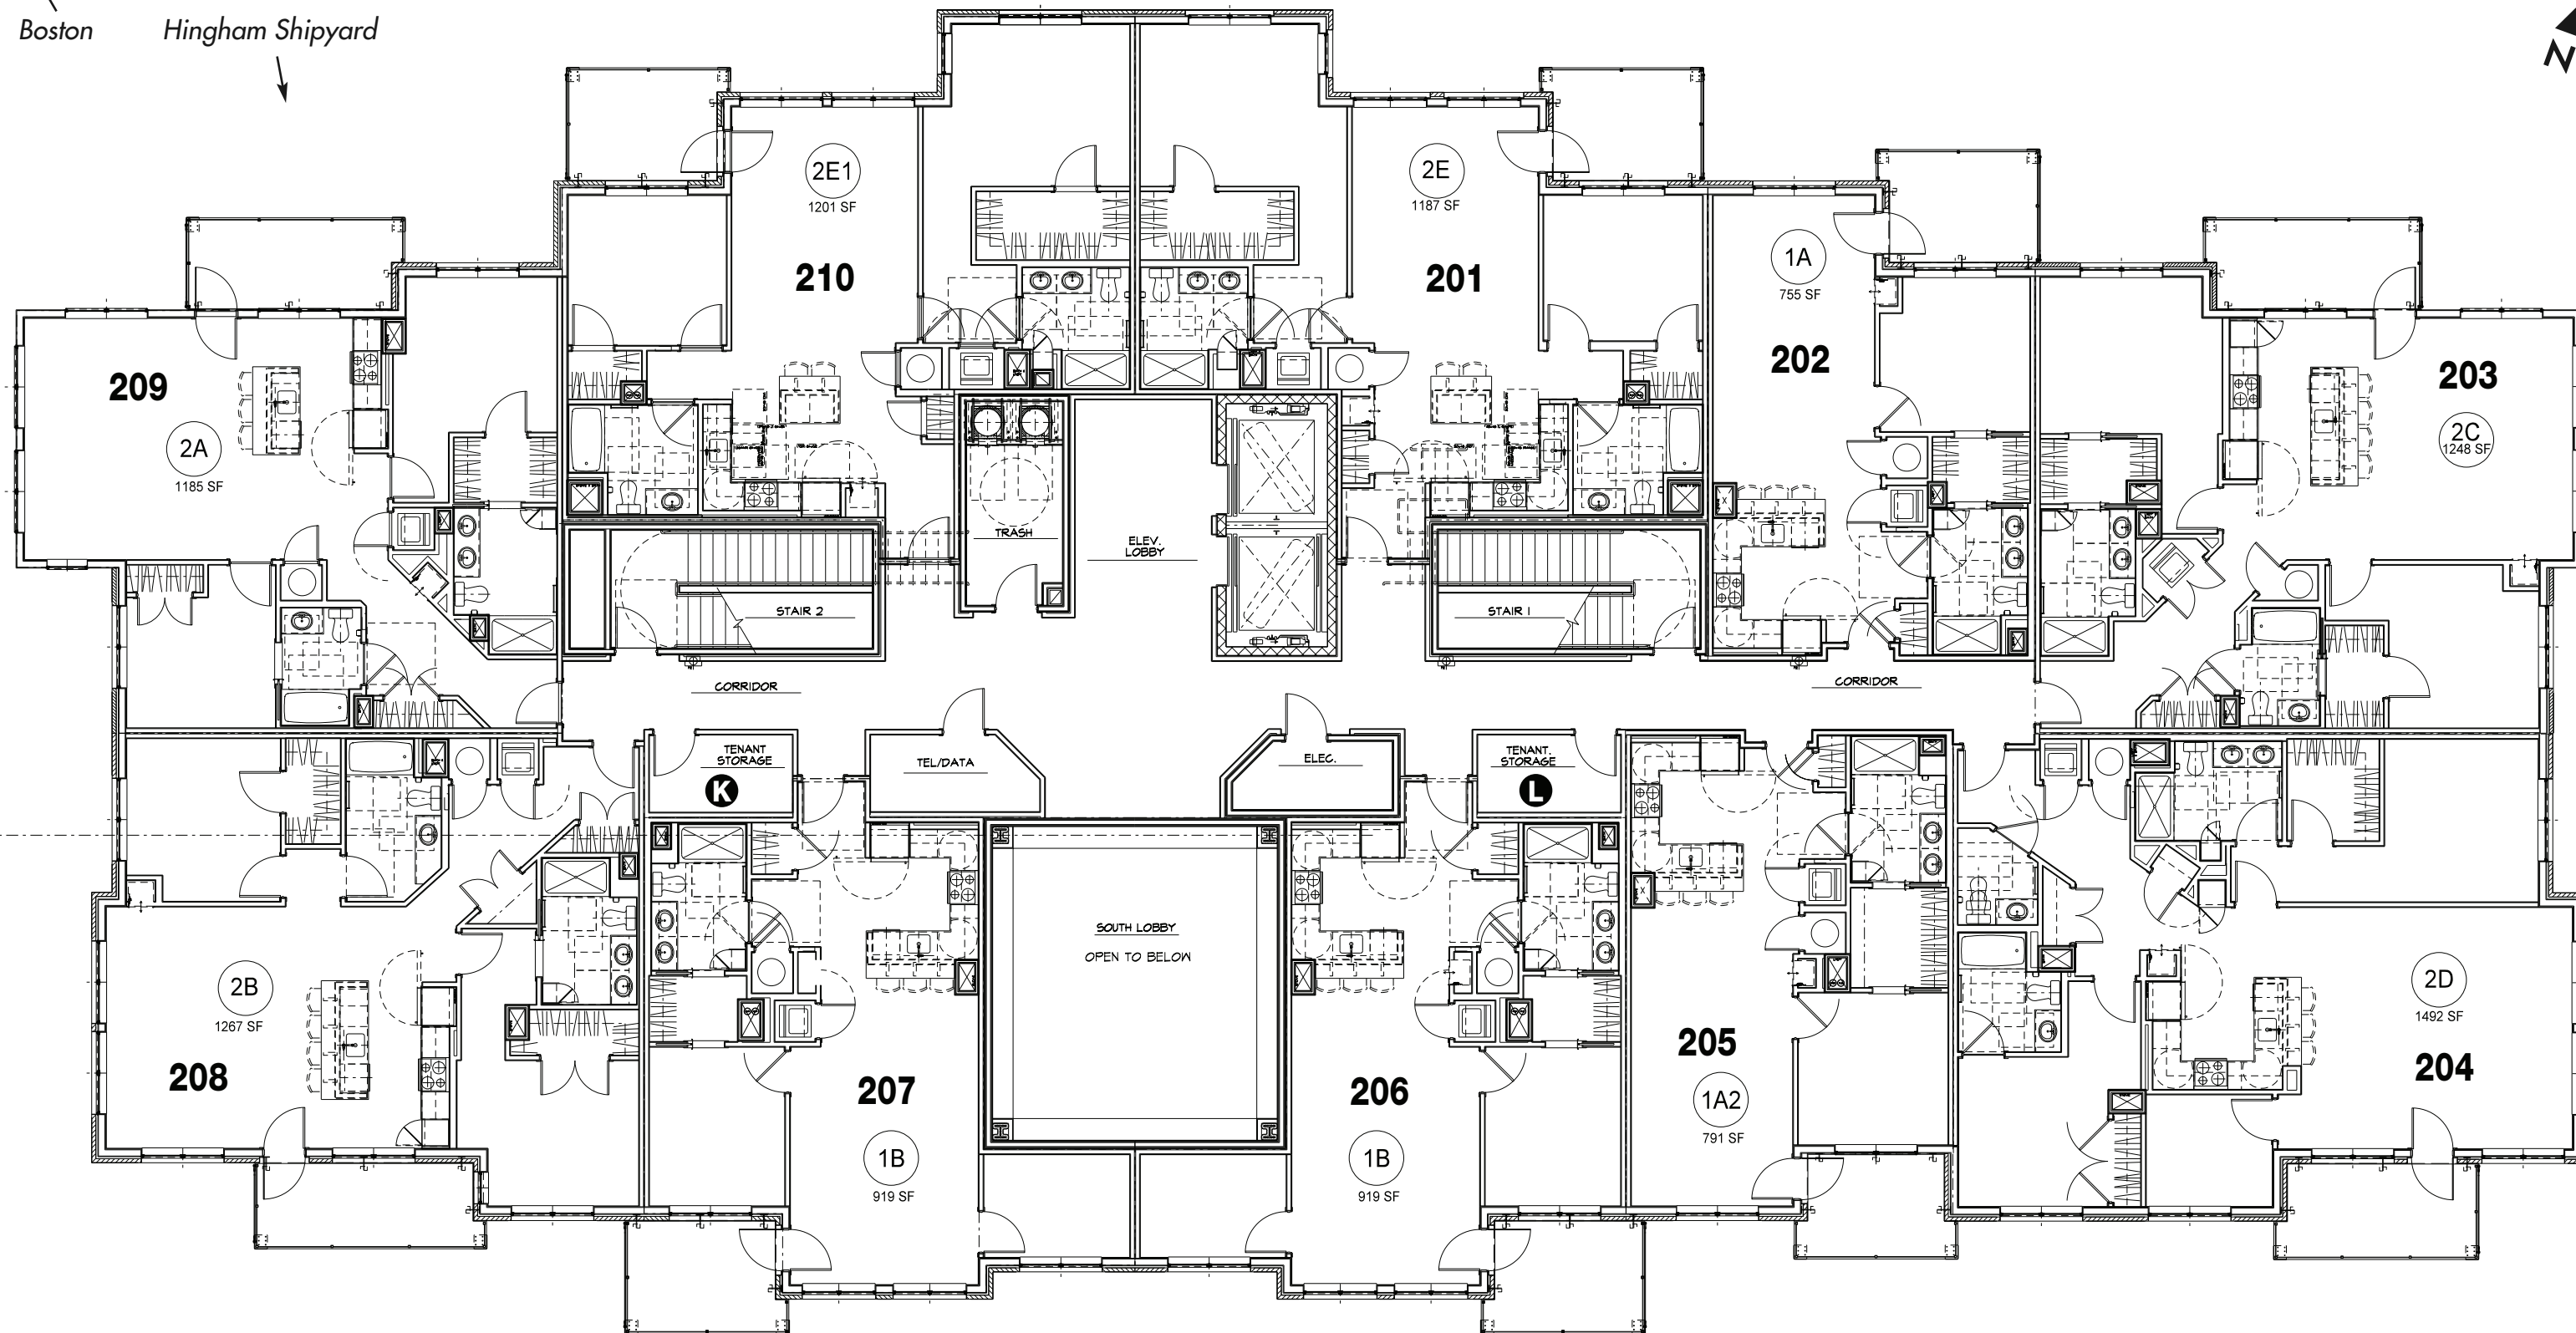 Boston
Hingham Shipyard
N
2E1
1201 SF
210
2E
1187 SF
201
1A
755 SF
202
209
2A
1185 SF
203
2C
1248 SF
TRASH
ELEV.
LOBBY
STAIR 2
STAIR 1
CORRIDOR
CORRIDOR
TENANT
STORAGE
K
TEL/DATA
ELEC.
TENANT.
STORAGE
L
SOUTH LOBBY
OPEN TO BELOW
2B
1267 SF
208
207
1B
919 SF
206
1B
919 SF
205
1A2
791 SF
2D
1492 SF
204